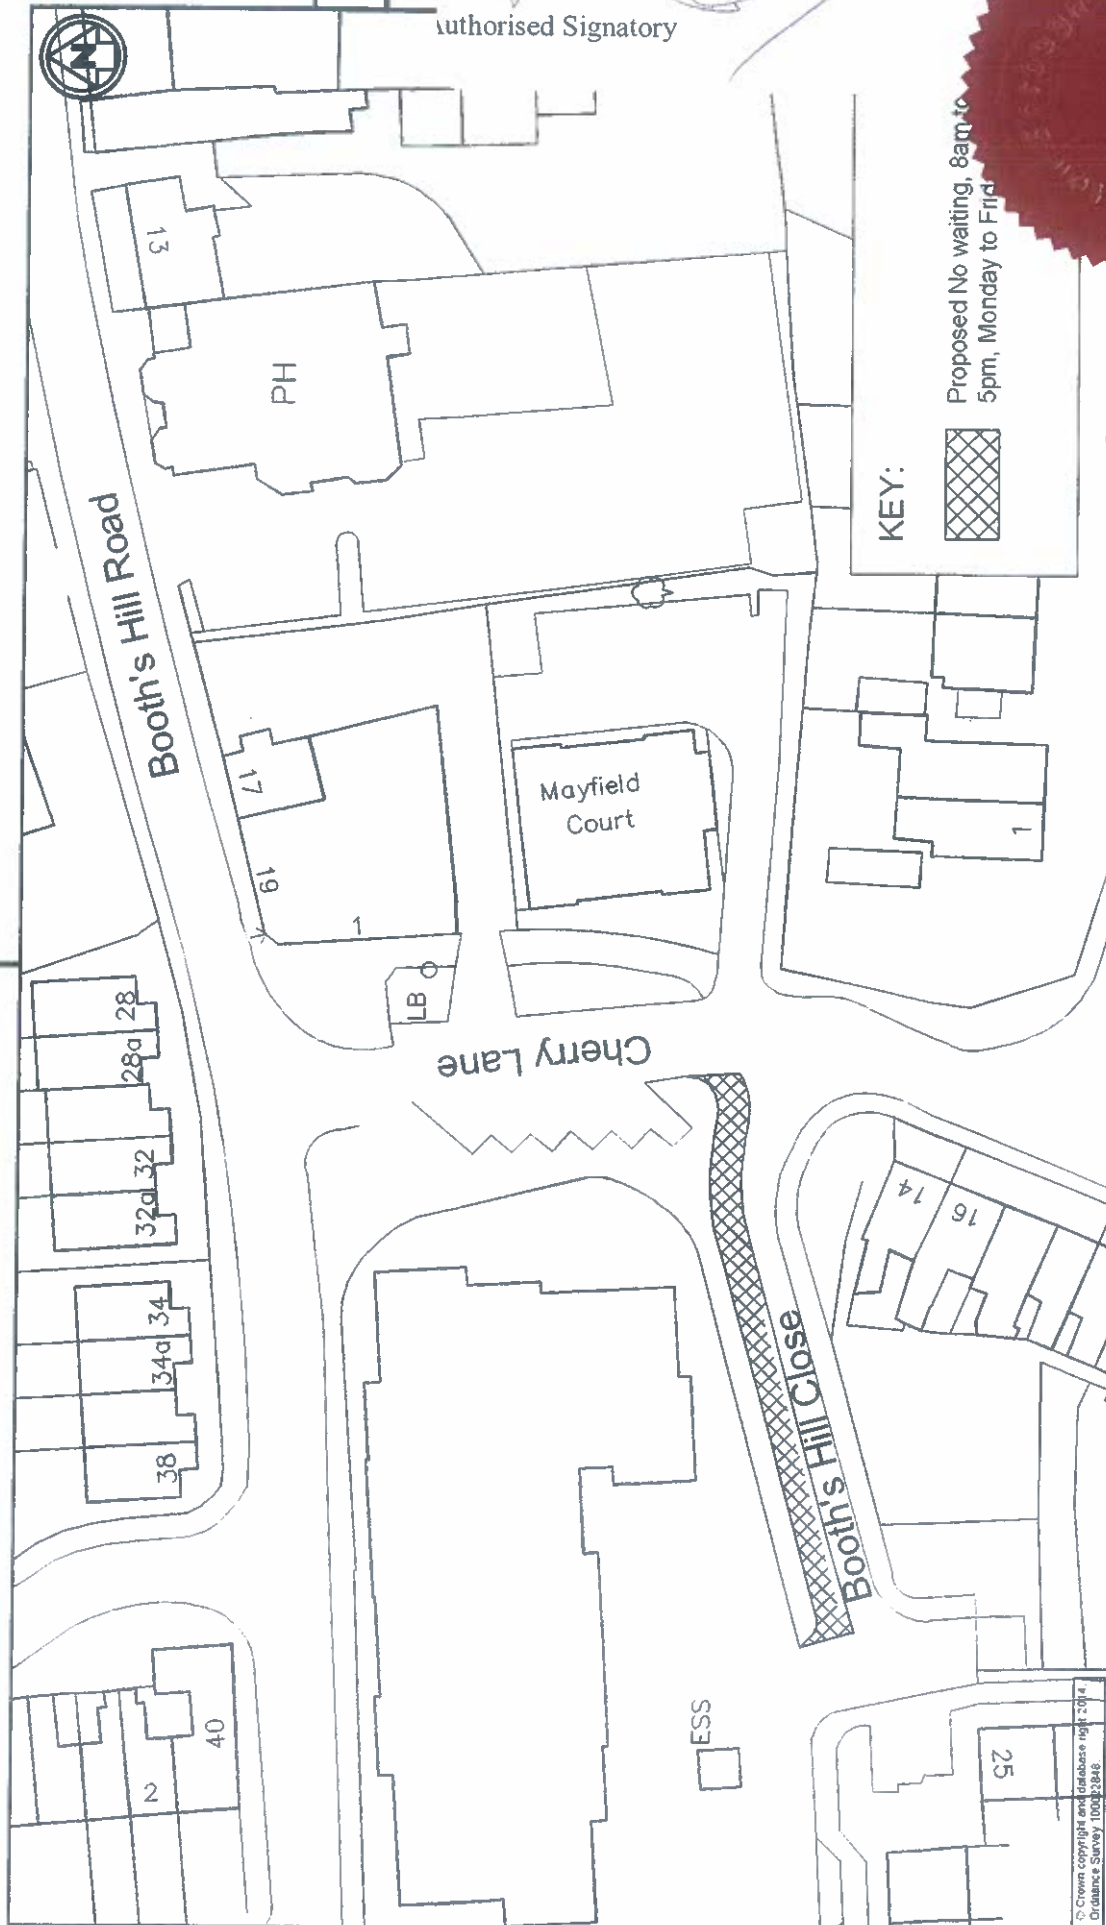 Authorised Signatory
N
13
PH
Booth's Hill Road
17
19
1
Mayfield
Court
LB
Cherry Lane
28
28a
32
32a
34
34a
38
40
2
14
16
1
Booth's Hill Close
ESS
25
KEY:
Proposed No waiting, 8am to
5pm, Monday to
© Crown copyright and database right 2014.
Ordnance Survey